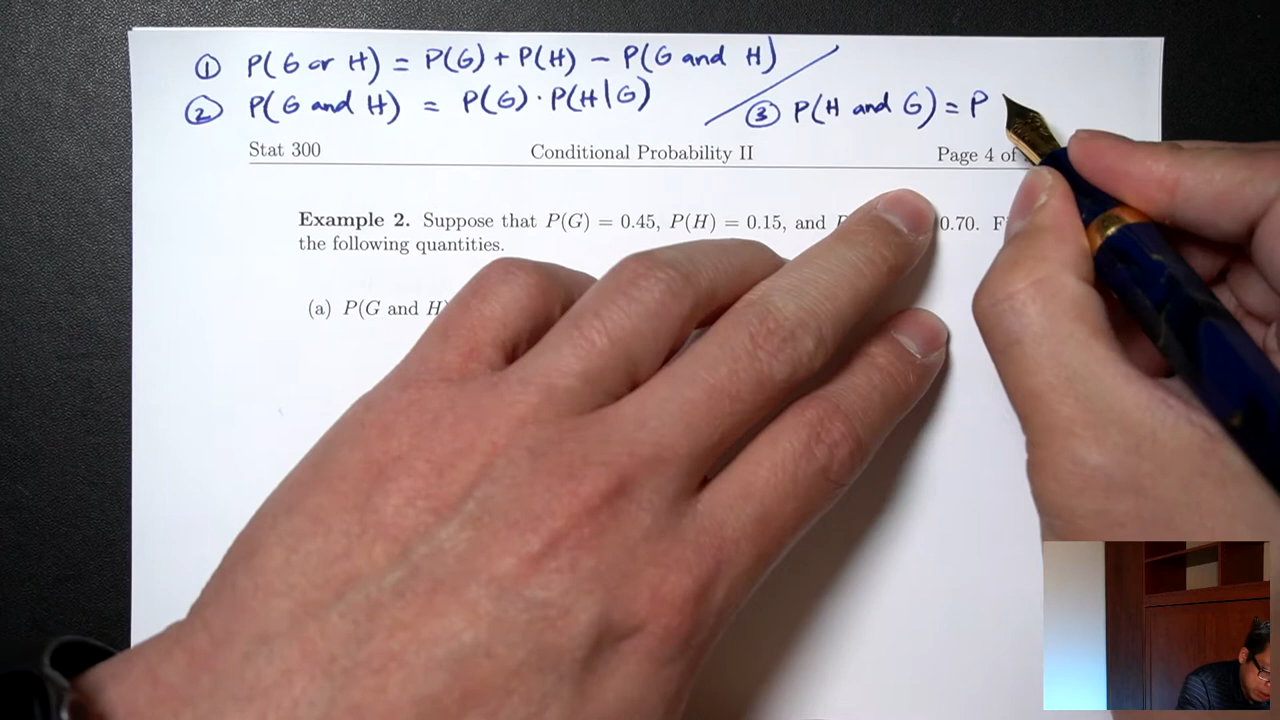 ① P(G or H) = P(G) + P(H) − P(G and H)
② P(G and H) = P(G) · P(H|G)
③ P(H and G) = P
Stat 300 Conditional Probability II Page 4 of
Example 2. Suppose that P(G) = 0.45, P(H) = 0.15, and 0.70.
the following quantities.
(a) P(G and H